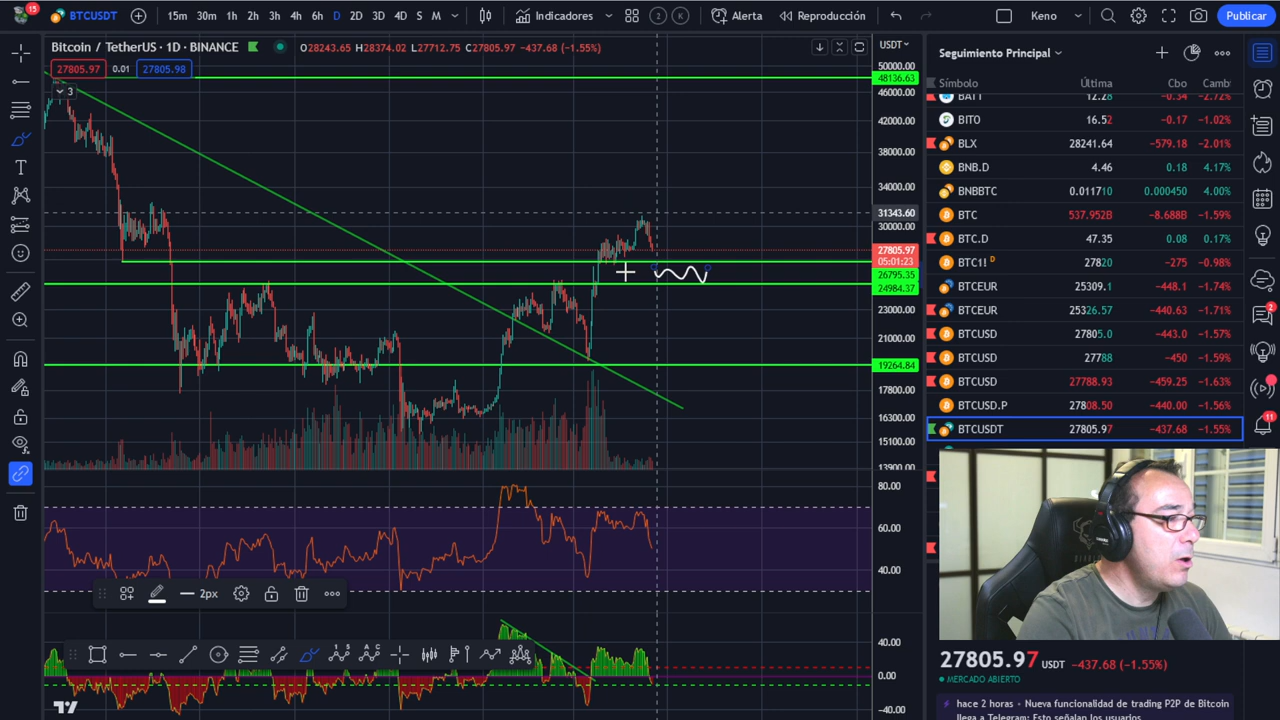 15
BTCUSDT
15m 30m 1h 2h 3h 4h 6h D 2D 3D 4D S M
Indicadores
2 K
Alerta
Reproducción
Keno
Publicar
Bitcoin / TetherUS · 1D · BINANCE
O28243.65 H28374.02 L27712.75 C27805.97 −437.68 (−1.55%)
27805.97 0.01 27805.98
3
USDT
50000.00
48136.63
46000.00
42000.00
38000.00
34000.00
31343.60
30000.00
27805.97
05:01:23
26795.35
24984.37
23000.00
21000.00
19264.84
17800.00
16300.00
15100.00
13900.00
80.00
60.00
40.00
2px
40.00
0.00
−40.00
Seguimiento Principal
Símbolo Última Cbo Camb
BATT 12.28 −0.34 −2.72%
BITO 16.52 −0.17 −1.02%
BLX 28241.64 −579.18 −2.01%
BNB.D 4.46 0.18 4.17%
BNBBTC 0.011710 0.000450 4.00%
BTC 537.952B −8.688B −1.59%
BTC.D 47.35 0.08 0.17%
BTC1! D 27820 −275 −0.98%
BTCEUR 25309.1 −448.1 −1.74%
BTCEUR 25326.57 −440.63 −1.71%
BTCUSD 27805.0 −443.0 −1.57%
BTCUSD 27788 −450 −1.59%
BTCUSD 27788.93 −459.25 −1.63%
BTCUSD.P 27808.50 −440.00 −1.56%
BTCUSDT 27805.97 −437.68 −1.55%
2
11
27805.97 USDT −437.68 (−1.55%)
MERCADO ABIERTO
hace 2 horas · Nueva funcionalidad de trading P2P de Bitcoin
llega a Telegram: Esto señalan los usuarios